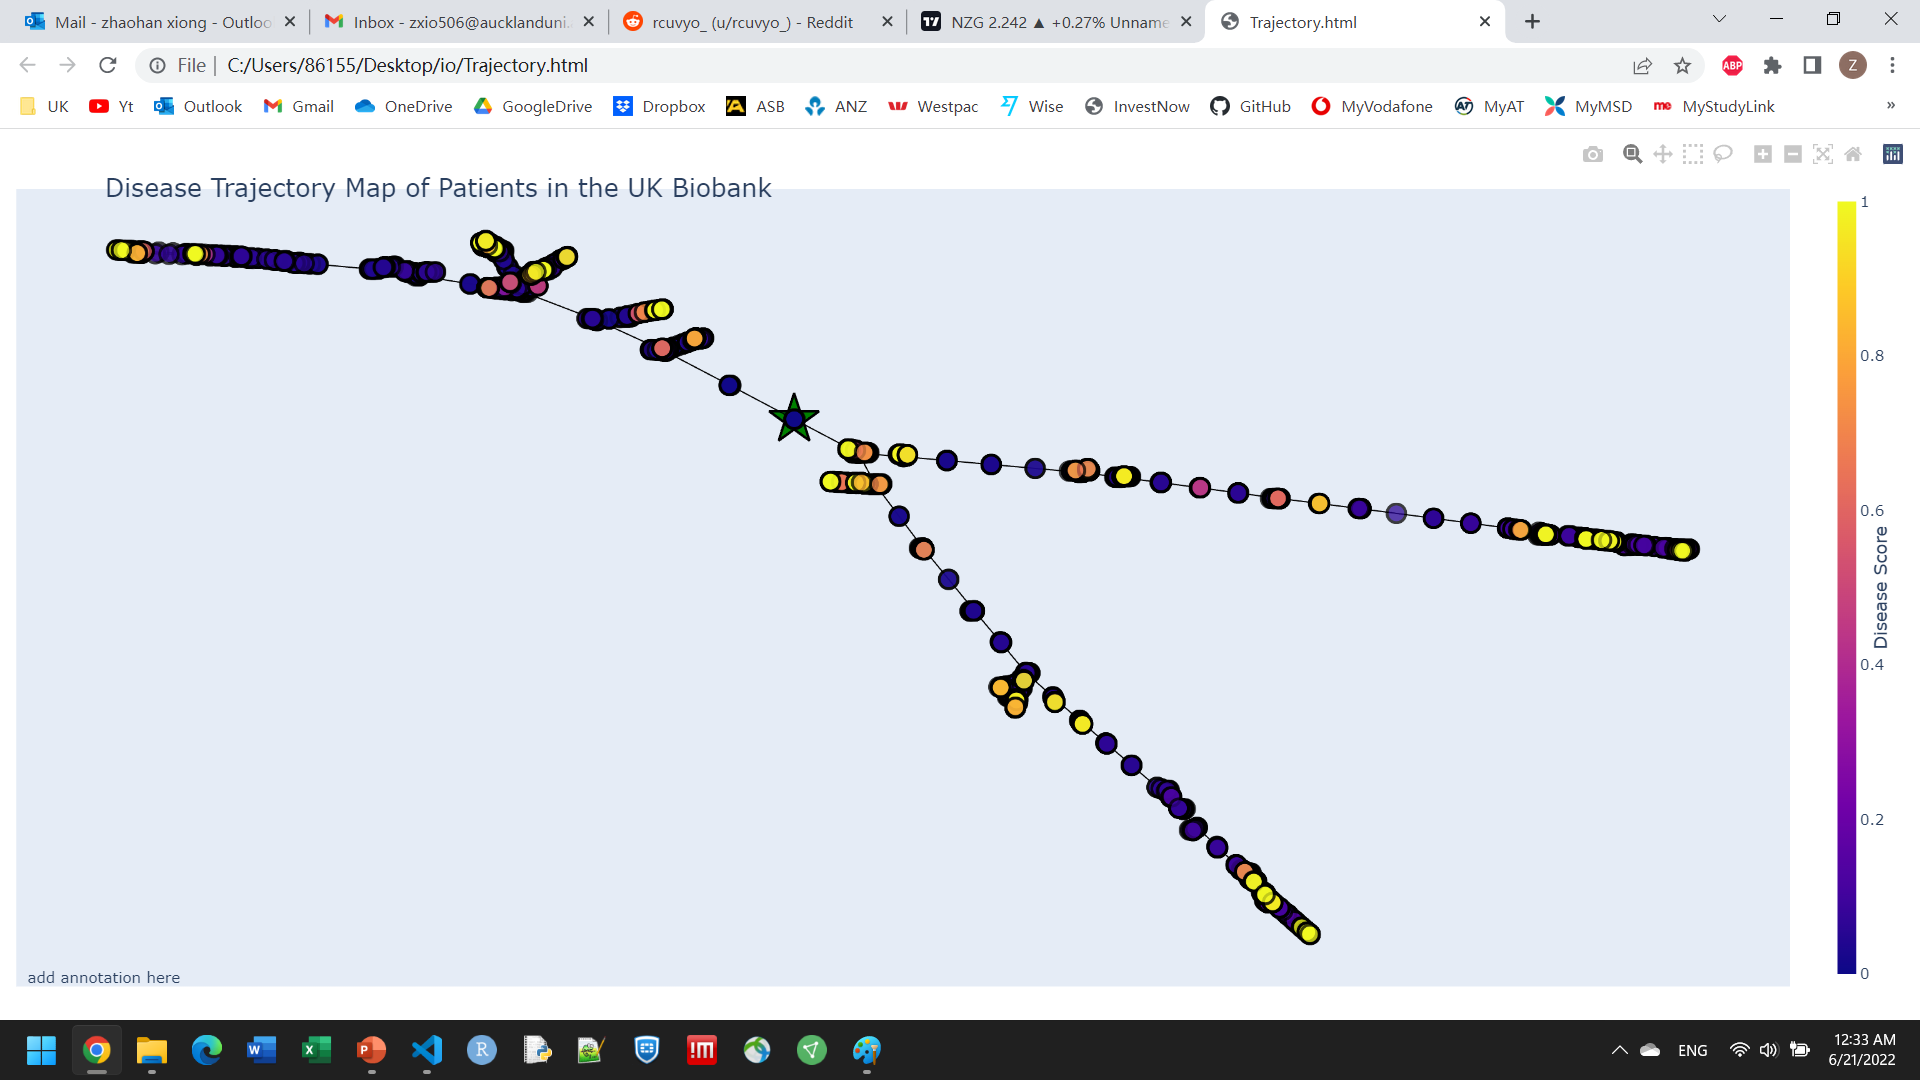 Mail - zhaohan xiong - Outloo
Inbox - zxio506@aucklanduni.
rcuvyo_ (u/rcuvyo_) - Reddit
NZG 2.242 ▲ +0.27% Unname
Trajectory.html
File | C:/Users/86155/Desktop/io/Trajectory.html
ABP
Z
UK Yt Outlook Gmail OneDrive GoogleDrive Dropbox ASB ANZ Westpac Wise InvestNow GitHub MyVodafone MyAT MyMSD MyStudyLink »
Disease Trajectory Map of Patients in the UK Biobank
1
0.8
0.6
0.4
0.2
0
Disease Score
add annotation here
ENG
12:33 AM
6/21/2022